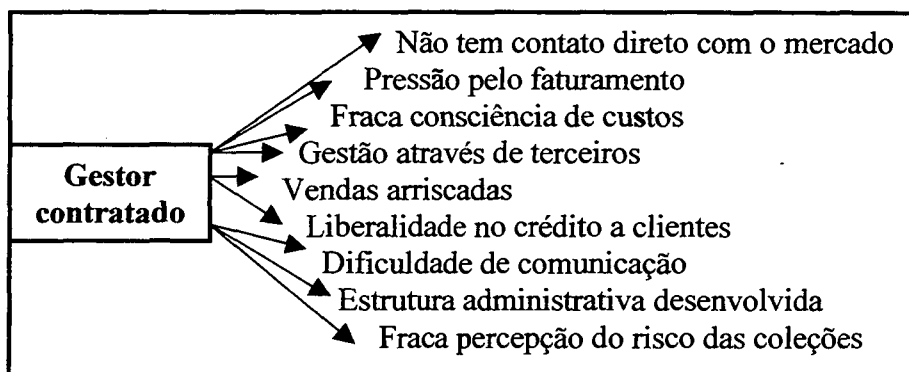 Não tem contato direto com o mercado
Pressão pelo faturamento
Fraca consciência de custos
Gestão através de terceiros
Gestor
contratado
Vendas arriscadas
Liberalidade no crédito a clientes
Dificuldade de comunicação
Estrutura administrativa desenvolvida
Fraca percepção do risco das coleções